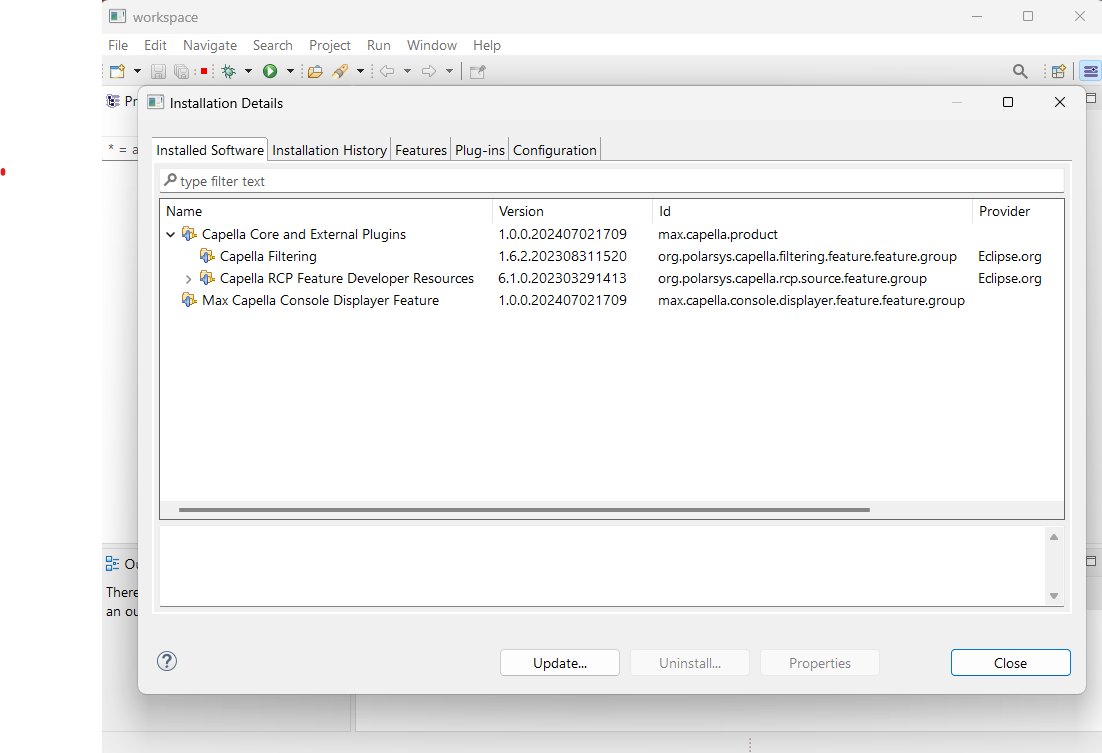 workspace
File Edit Navigate Search Project Run Window Help
Pr
Installation Details
* = a
Installed Software Installation History Features Plug-ins Configuration
type filter text
Name Version Id Provider
Capella Core and External Plugins 1.0.0.202407021709 max.capella.product
Capella Filtering 1.6.2.202308311520 org.polarsys.capella.filtering.feature.feature.group Eclipse.org
Capella RCP Feature Developer Resources 6.1.0.202303291413 org.polarsys.capella.rcp.source.feature.group Eclipse.org
Max Capella Console Displayer Feature 1.0.0.202407021709 max.capella.console.displayer.feature.feature.group
Ou
There
an ou
? Update... Uninstall... Properties Close